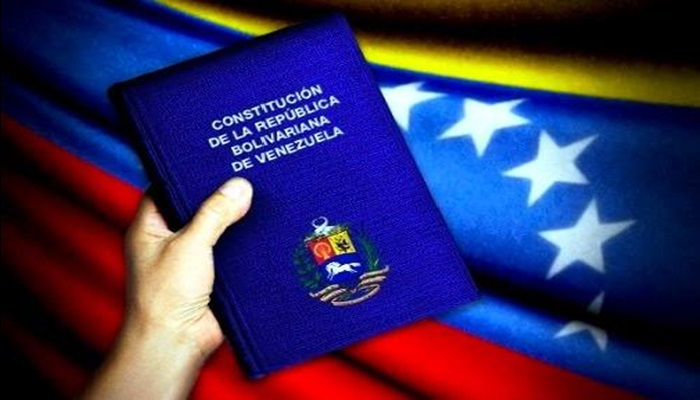 CONSTITUCIÓN
DE LA REPÚBLICA
BOLIVARIANA
DE VENEZUELA